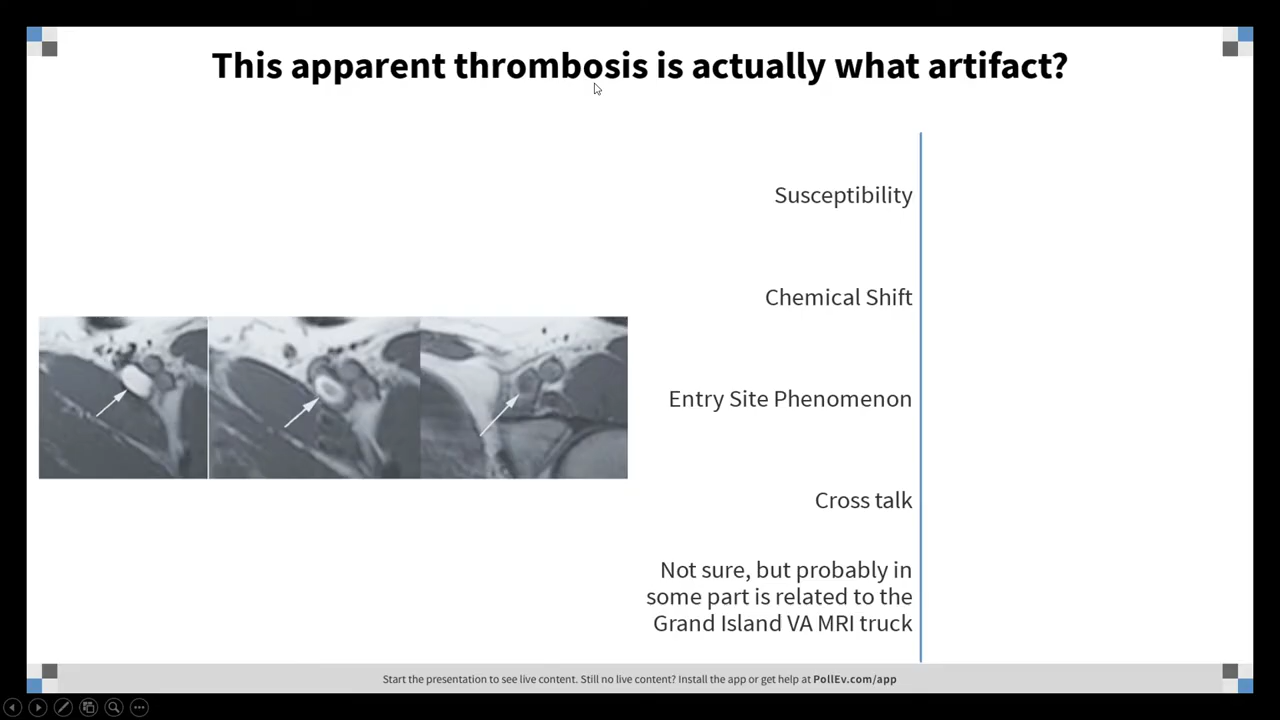 This apparent thrombosis is actually what artifact?
Susceptibility
Chemical Shift
Entry Site Phenomenon
Cross talk
Not sure, but probably in
some part is related to the
Grand Island VA MRI truck
Start the presentation to see live content. Still no live content? Install the app or get help at PollEv.com/app